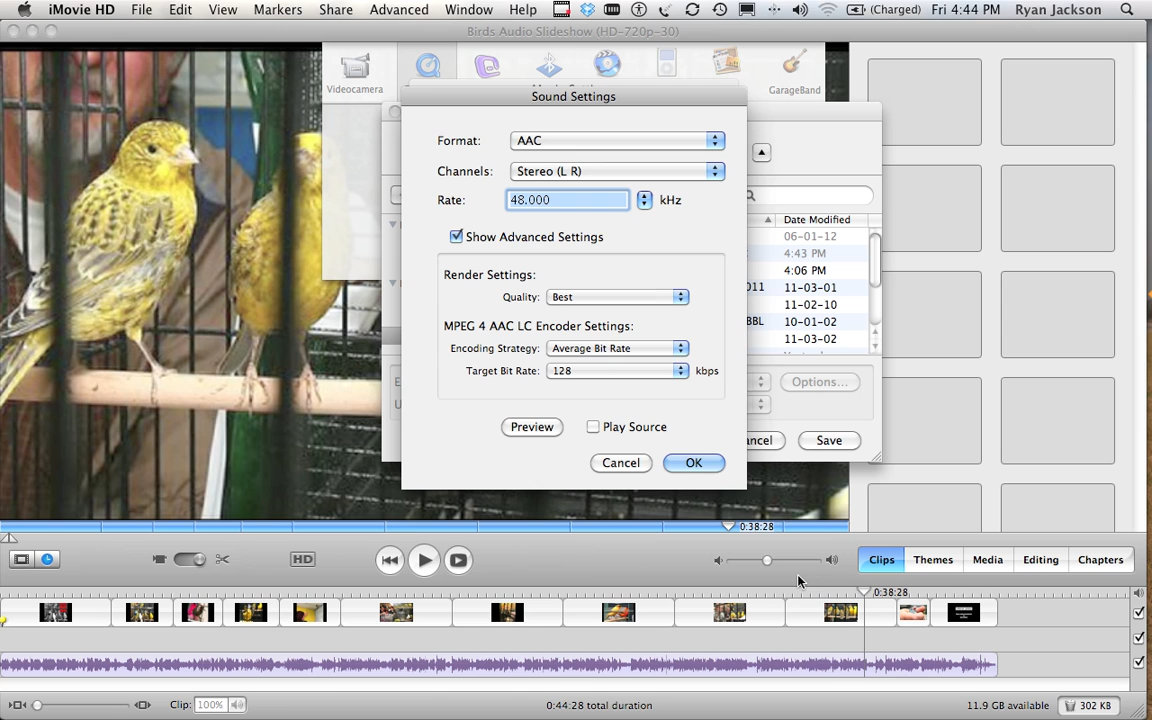 iMovie HD File Edit View Markers Share Advanced Window Help (Charged) Fri 4:44 PM Ryan Jackson
Birds Audio Slideshow (HD-720p-30)
Videocamera
GarageBand
Sound Settings
Format: AAC
Channels: Stereo (L R)
Rate: 48.000 kHz
Show Advanced Settings
Render Settings:
Quality: Best
MPEG 4 AAC LC Encoder Settings:
Encoding Strategy: Average Bit Rate
Target Bit Rate: 128 kbps
Preview Play Source
Cancel OK
Date Modified
06-01-12
4:43 PM
4:06 PM
011 11-03-01
11-02-10
BBL 10-01-02
11-03-02
Options...
ancel Save
0:38:28
HD
Clips Themes Media Editing Chapters
0:38:28
Clip: 100% 0:44:28 total duration 11.9 GB available 302 KB